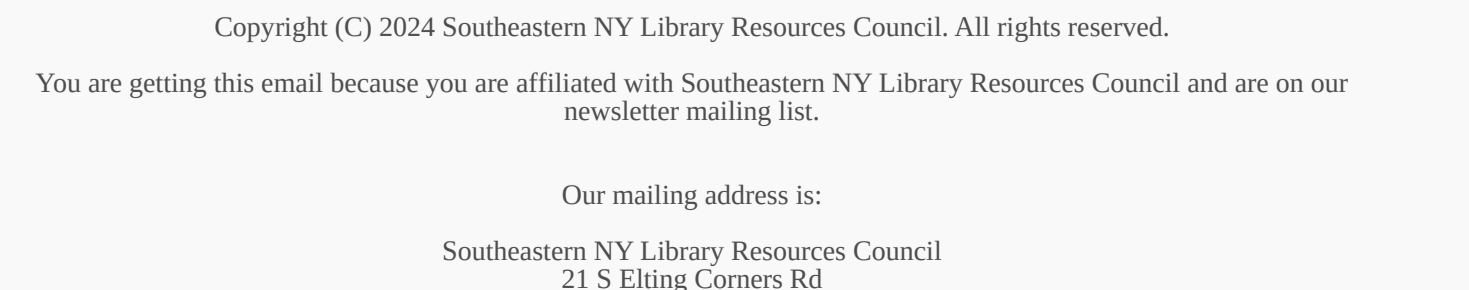 Copyright (C) 2024 Southeastern NY Library Resources Council. All rights reserved.
You are getting this email because you are affiliated with Southeastern NY Library Resources Council and are on our
newsletter mailing list.
Our mailing address is:
Southeastern NY Library Resources Council
21 S Elting Corners Rd